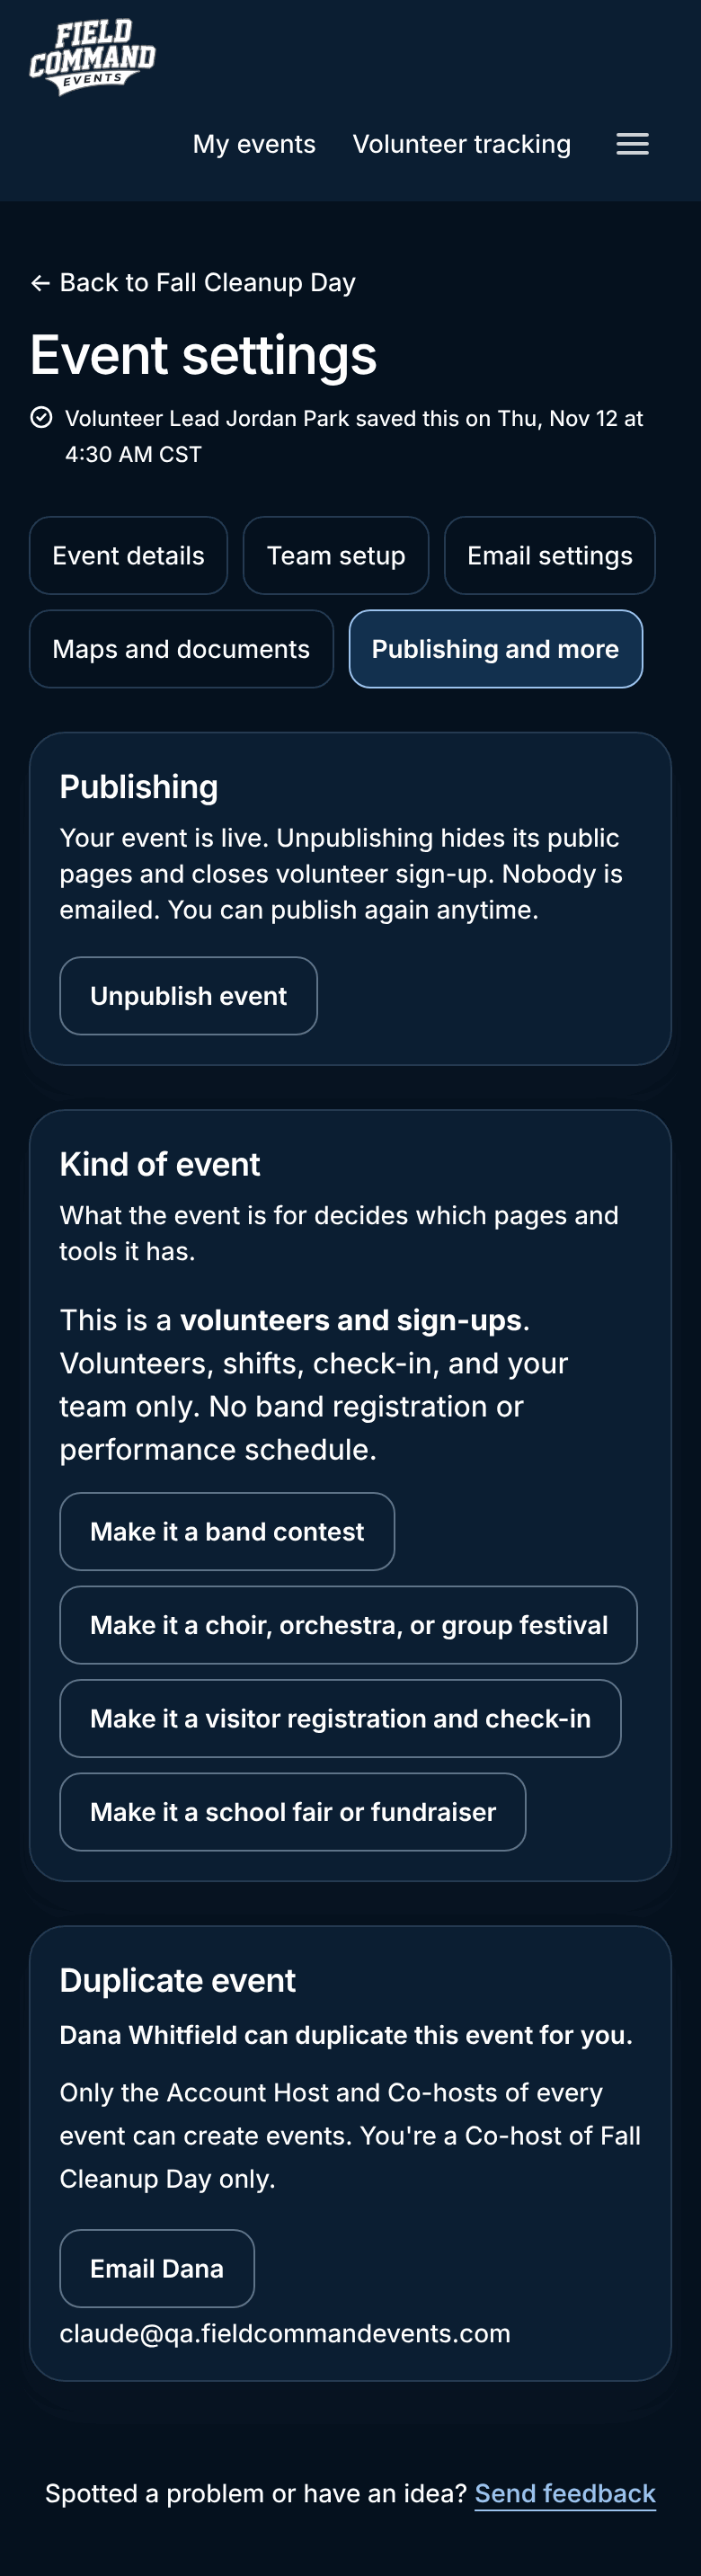 FIELD
COMMAND
EVENTS
My events Volunteer tracking
← Back to Fall Cleanup Day
Event settings
Volunteer Lead Jordan Park saved this on Thu, Nov 12 at
4:30 AM CST
Event details Team setup Email settings
Maps and documents Publishing and more
Publishing
Your event is live. Unpublishing hides its public
pages and closes volunteer sign-up. Nobody is
emailed. You can publish again anytime.
Unpublish event
Kind of event
What the event is for decides which pages and
tools it has.
This is a volunteers and sign-ups.
Volunteers, shifts, check-in, and your
team only. No band registration or
performance schedule.
Make it a band contest
Make it a choir, orchestra, or group festival
Make it a visitor registration and check-in
Make it a school fair or fundraiser
Duplicate event
Dana Whitfield can duplicate this event for you.
Only the Account Host and Co-hosts of every
event can create events. You're a Co-host of Fall
Cleanup Day only.
Email Dana
claude@qa.fieldcommandevents.com
Spotted a problem or have an idea? Send feedback